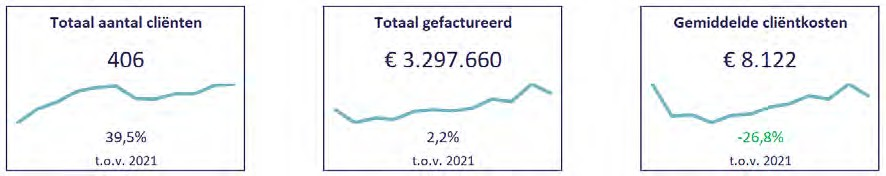 Totaal aantal cliënten
406
39,5%
t.o.v. 2021
Totaal gefactureerd
€ 3.297.660
2,2%
t.o.v. 2021
Gemiddelde cliëntkosten
€ 8.122
-26,8%
t.o.v. 2021